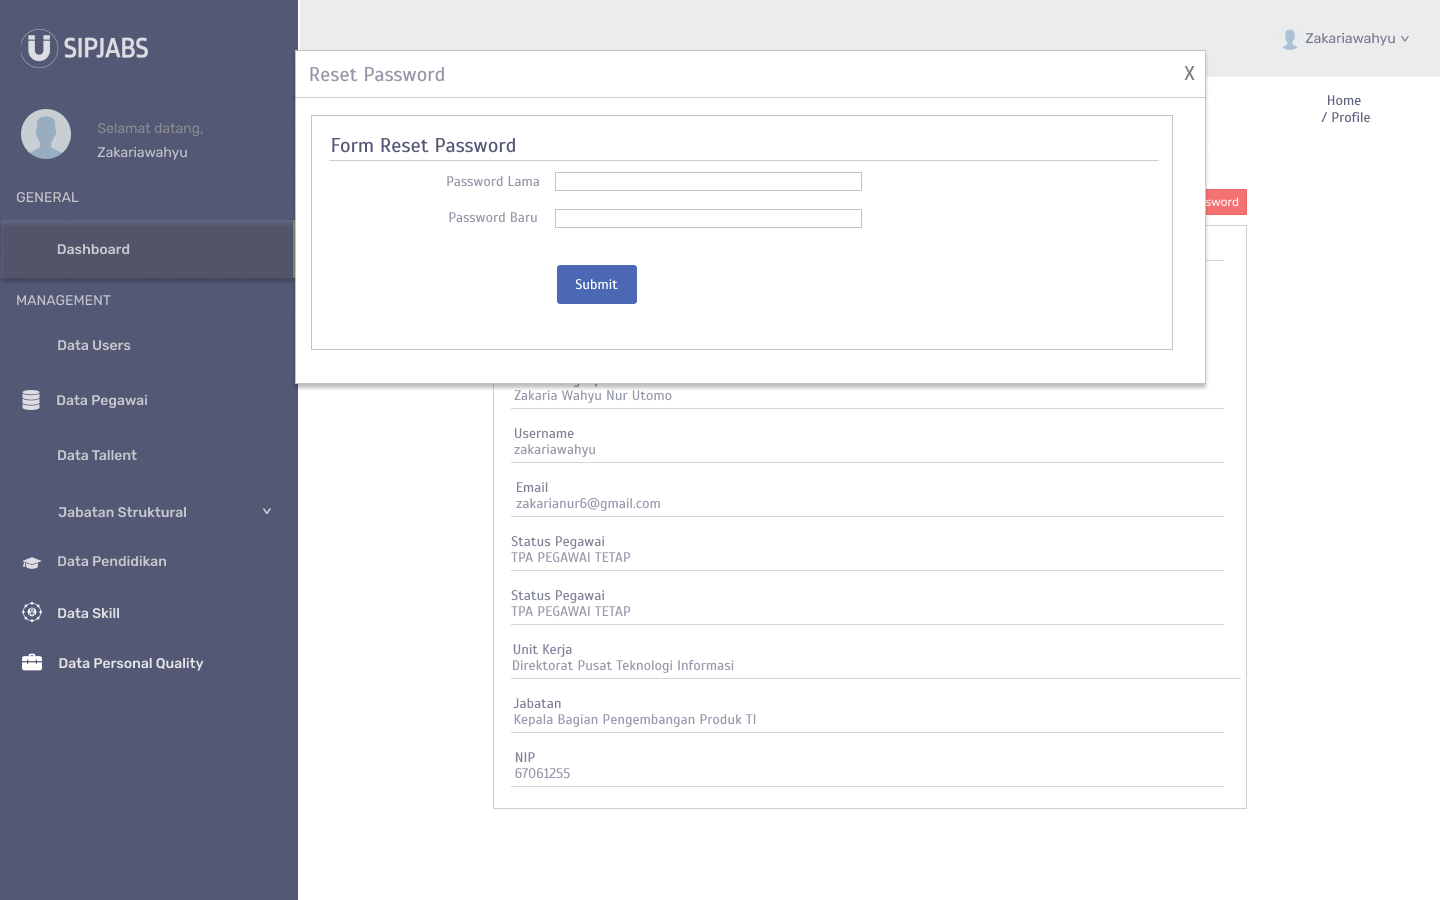 SIPJABS
Selamat datang,
Zakariawahyu
GENERAL
Dashboard
MANAGEMENT
Data Users
Data Pegawai
Data Tallent
Jabatan Struktural
Data Pendidikan
Data Skill
Data Personal Quality
Zakariawahyu
Home
/ Profile
Reset Password
X
Form Reset Password
Password Lama
Password Baru
Submit
sword
Zakaria Wahyu Nur Utomo
Username
zakariawahyu
Email
zakarianur6@gmail.com
Status Pegawai
TPA PEGAWAI TETAP
Status Pegawai
TPA PEGAWAI TETAP
Unit Kerja
Direktorat Pusat Teknologi Informasi
Jabatan
Kepala Bagian Pengembangan Produk TI
NIP
67061255